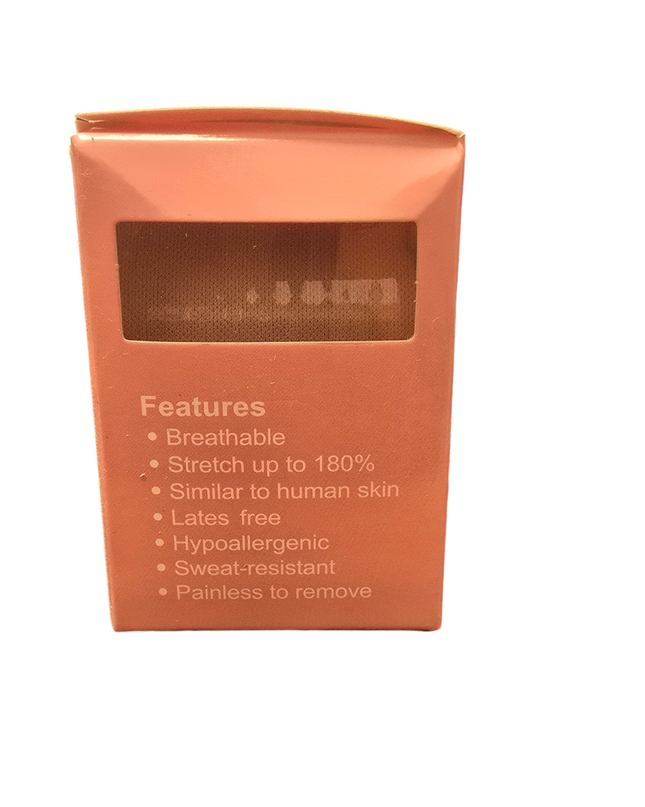 Features
• Breathable
• Stretch up to 180%
• Similar to human skin
• Lates free
• Hypoallergenic
• Sweat-resistant
• Painless to remove